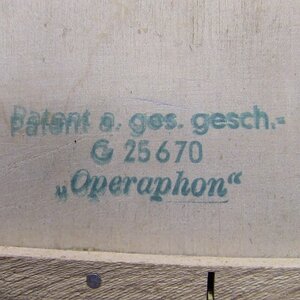 Patent a. ges. gesch.-
G 25670
„Operaphon“